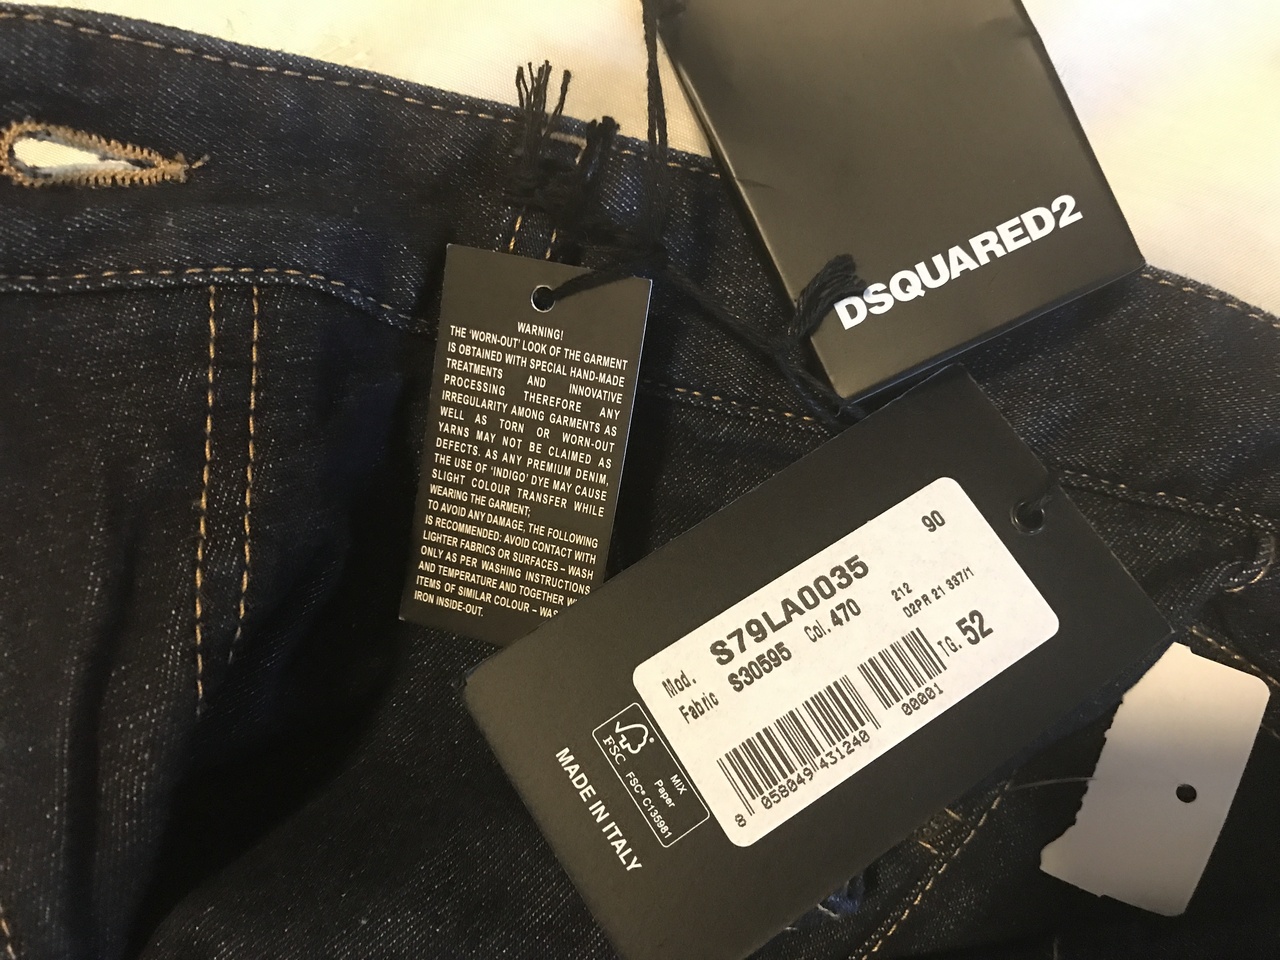 DSQUARED2
WARNING!
THE 'WORN-OUT' LOOK OF THE GARMENT
IS OBTAINED WITH SPECIAL HAND-MADE
TREATMENTS AND INNOVATIVE
PROCESSING THEREFORE ANY
IRREGULARITY AMONG GARMENTS AS
WELL AS TORN OR WORN-OUT
YARNS MAY NOT BE CLAIMED AS
DEFECTS. AS ANY PREMIUM DENIM,
THE USE OF 'INDIGO' DYE MAY CAUSE
SLIGHT COLOUR TRANSFER WHILE
WEARING THE GARMENT;
TO AVOID ANY DAMAGE, THE FOLLOWING
IS RECOMMENDED: AVOID CONTACT WITH
LIGHTER FABRICS OR SURFACES – WASH
ONLY AS PER WASHING INSTRUCTIONS
AND TEMPERATURE AND TOGETHER
ITEMS OF SIMILAR COLOUR –
IRON INSIDE-OUT.
90
Mod. S79LA0035
Fabric S30595 Col. 470
212
D2PR 21 337/1
TG. 52
8 058049 431240
00001
FSC
MIX
Paper
FSC® C135981
MADE IN ITALY